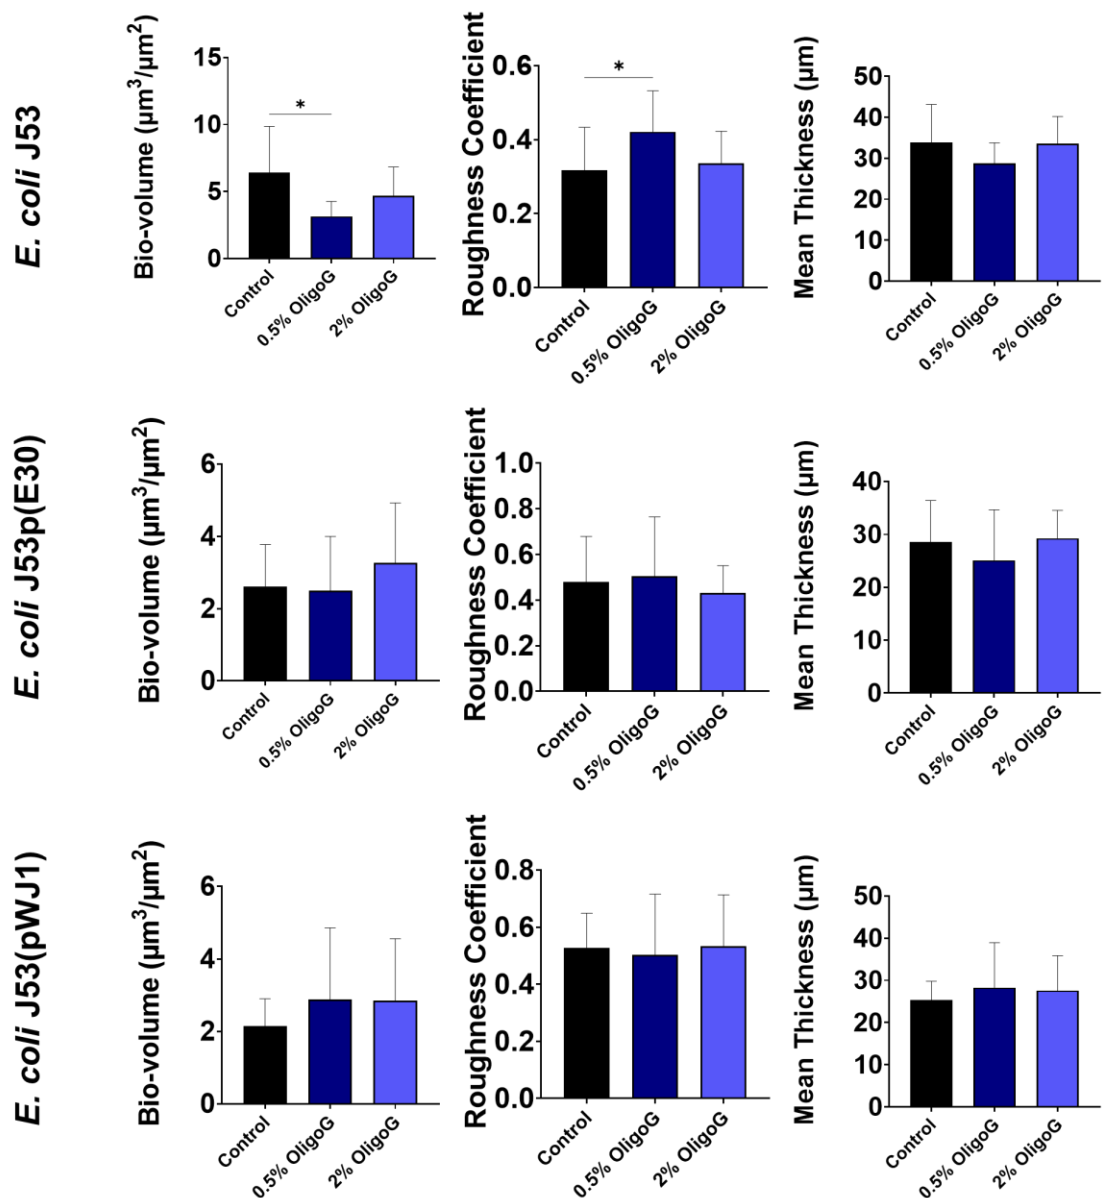 E. coli J53
Bio-volume (µm³/µm²)
15
10
5
0
*
Control
0.5% OligoG
2% OligoG
Roughness Coefficient
0.6
0.4
0.2
0.0
*
Control
0.5% OligoG
2% OligoG
Mean Thickness (µm)
50
40
30
20
10
0
Control
0.5% OligoG
2% OligoG
E. coli J53p(E30)
Bio-volume (µm³/µm²)
6
4
2
0
Control
0.5% OligoG
2% OligoG
Roughness Coefficient
1.0
0.8
0.6
0.4
0.2
0.0
Control
0.5% OligoG
2% OligoG
Mean Thickness (µm)
40
30
20
10
0
Control
0.5% OligoG
2% OligoG
E. coli J53(pWJ1)
Bio-volume (µm³/µm²)
6
4
2
0
Control
0.5% OligoG
2% OligoG
Roughness Coefficient
0.8
0.6
0.4
0.2
0.0
Control
0.5% OligoG
2% OligoG
Mean Thickness (µm)
50
40
30
20
10
0
Control
0.5% OligoG
2% OligoG